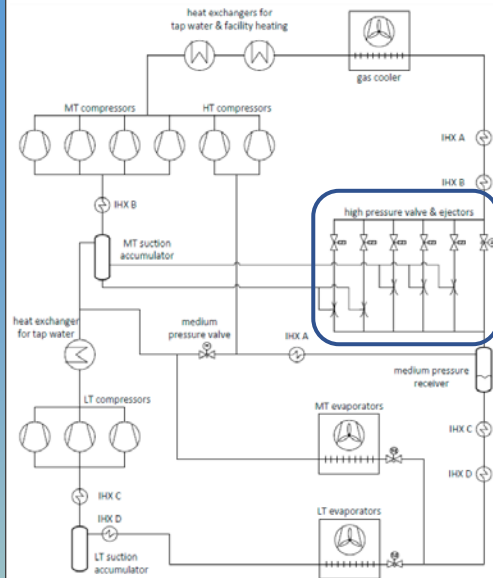 heat exchangers for
tap water & facility heating
gas cooler
MT compressors
HT compressors
IHX A
IHX B
IHX B
high pressure valve & ejectors
MT suction
accumulator
heat exchanger
for tap water
medium
pressure valve
IHX A
medium pressure
receiver
LT compressors
MT evaporators
IHX C
IHX D
IHX C
IHX D
LT evaporators
LT suction
accumulator